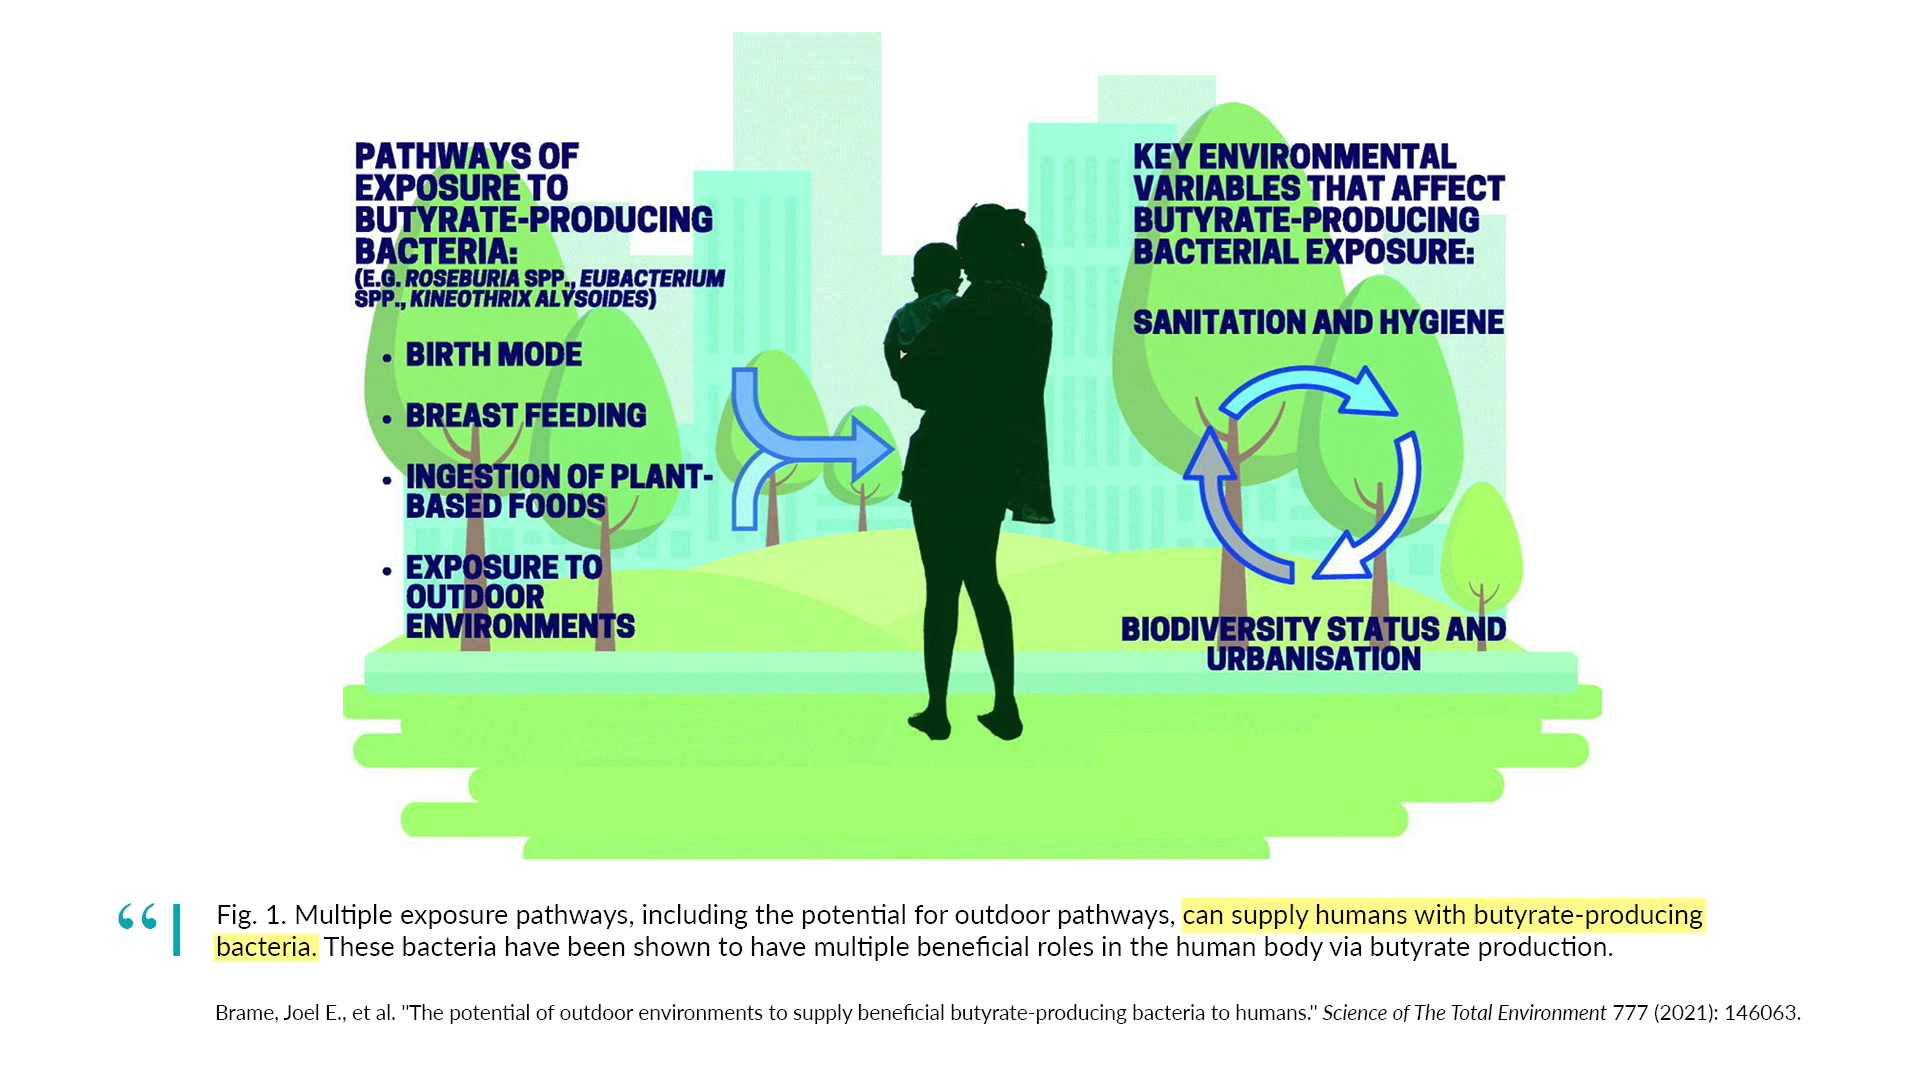 PATHWAYS OF
EXPOSURE TO
BUTYRATE-PRODUCING
BACTERIA:
(E.G. ROSEBURIA SPP., EUBACTERIUM
SPP., KINEOTHRIX ALYSOIDES)
• BIRTH MODE
• BREAST FEEDING
• INGESTION OF PLANT-
BASED FOODS
• EXPOSURE TO
OUTDOOR
ENVIRONMENTS
KEY ENVIRONMENTAL
VARIABLES THAT AFFECT
BUTYRATE-PRODUCING
BACTERIAL EXPOSURE:
SANITATION AND HYGIENE
BIODIVERSITY STATUS AND
URBANISATION
“ Fig. 1. Multiple exposure pathways, including the potential for outdoor pathways, can supply humans with butyrate-producing
bacteria. These bacteria have been shown to have multiple beneficial roles in the human body via butyrate production.
Brame, Joel E., et al. "The potential of outdoor environments to supply beneficial butyrate-producing bacteria to humans." Science of The Total Environment 777 (2021): 146063.